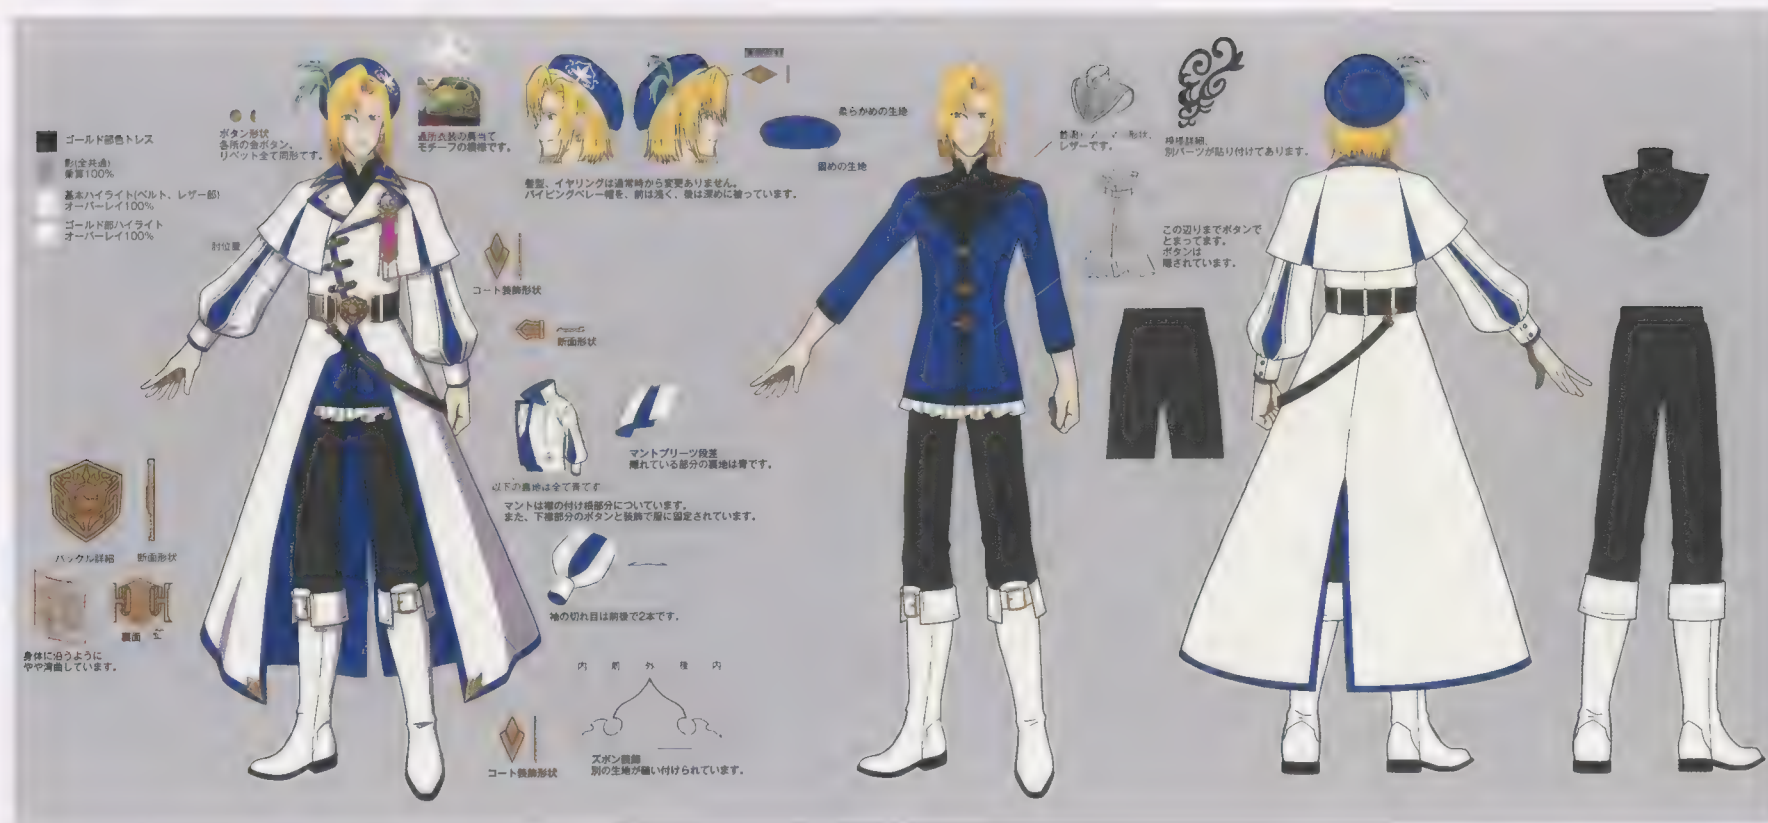 ゴールド部色トレス
影(全共通)
乗算100%
基本ハイライト(ベルト、レザー部)
オーバーレイ100%
ゴールド部ハイライト
オーバーレイ100%
ボタン形状
各所の金ボタン、
リベット全て同形です。
肘位置
通常衣装の肩当て
モチーフの模様です。
髪型、イヤリングは通常時から変更ありません。
パイピングベレー帽を、前は浅く、後は深めに被っています。
柔らかめの生地
固めの生地
形状、
レザーです。
模様詳細、
別パーツが貼り付けてあります。
この辺りまでボタンで
とまってます。
ボタンは
隠されています。
コート装飾形状
断面形状
マントプリーツ段差
隠れている部分の裏地は青です。
以下の裏地は全て青です
マントは襟の付け根部分についています。
また、下襟部分のボタンと装飾で服に固定されています。
袖の切れ目は前後で2本です。
バックル詳細
断面形状
裏面
身体に沿うように
やや湾曲しています。
内 前 外 後 内
コート装飾形状
ズボン装飾
別の生地が縫い付けられています。